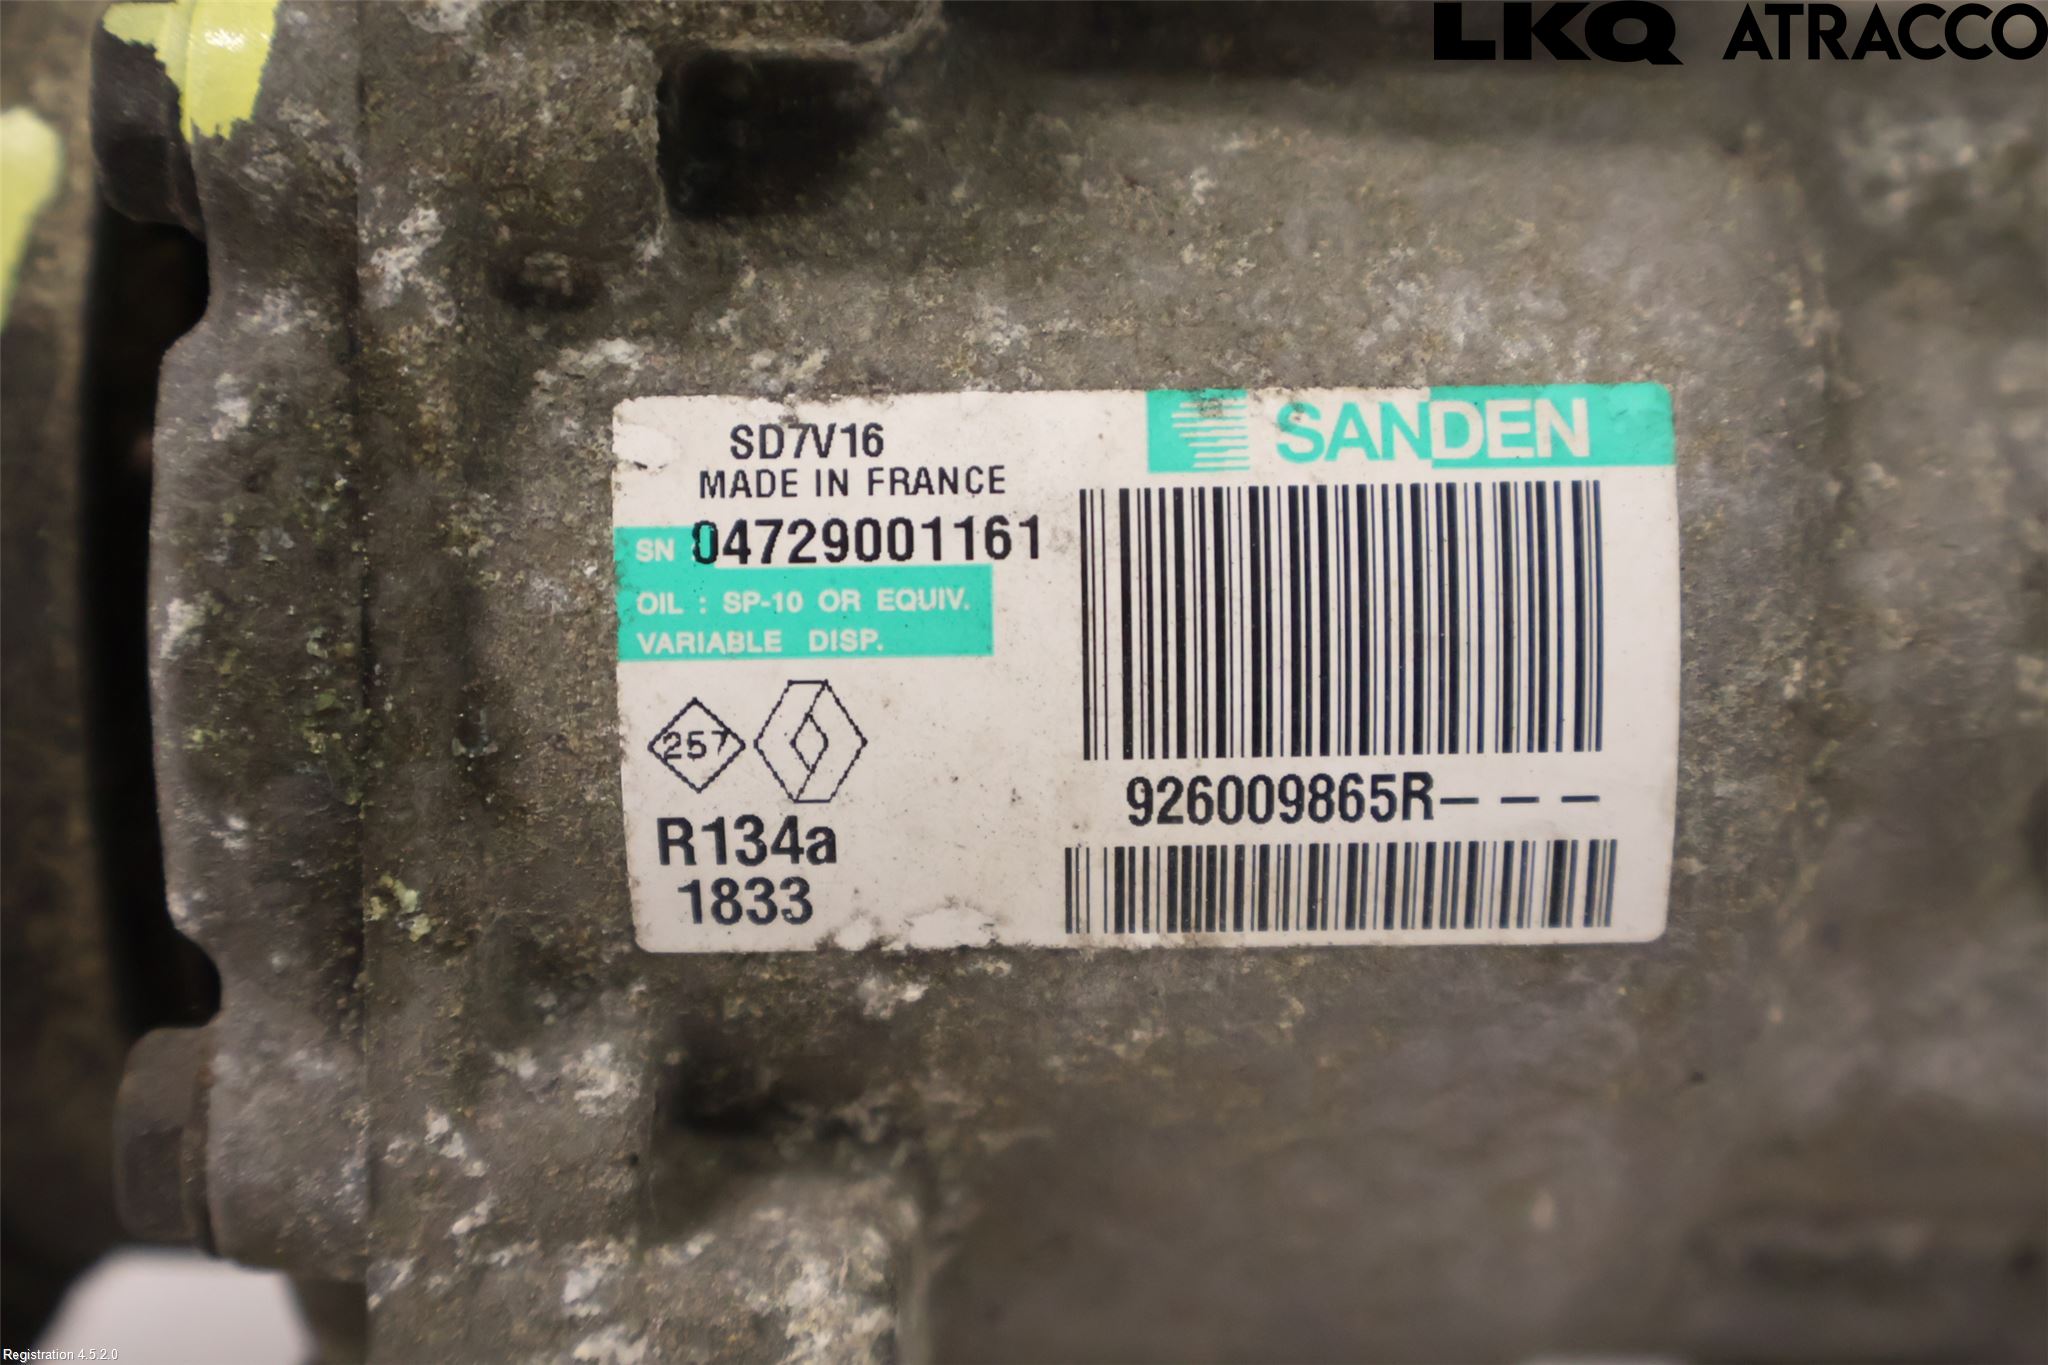 LKQ ATRACCO
SANDEN
SD7V16
MADE IN FRANCE
SN 04729001161
OIL : SP-10 OR EQUIV.
VARIABLE DISP.
257
926009865R- - -
R134a
1833
Registration 4.5.2.0